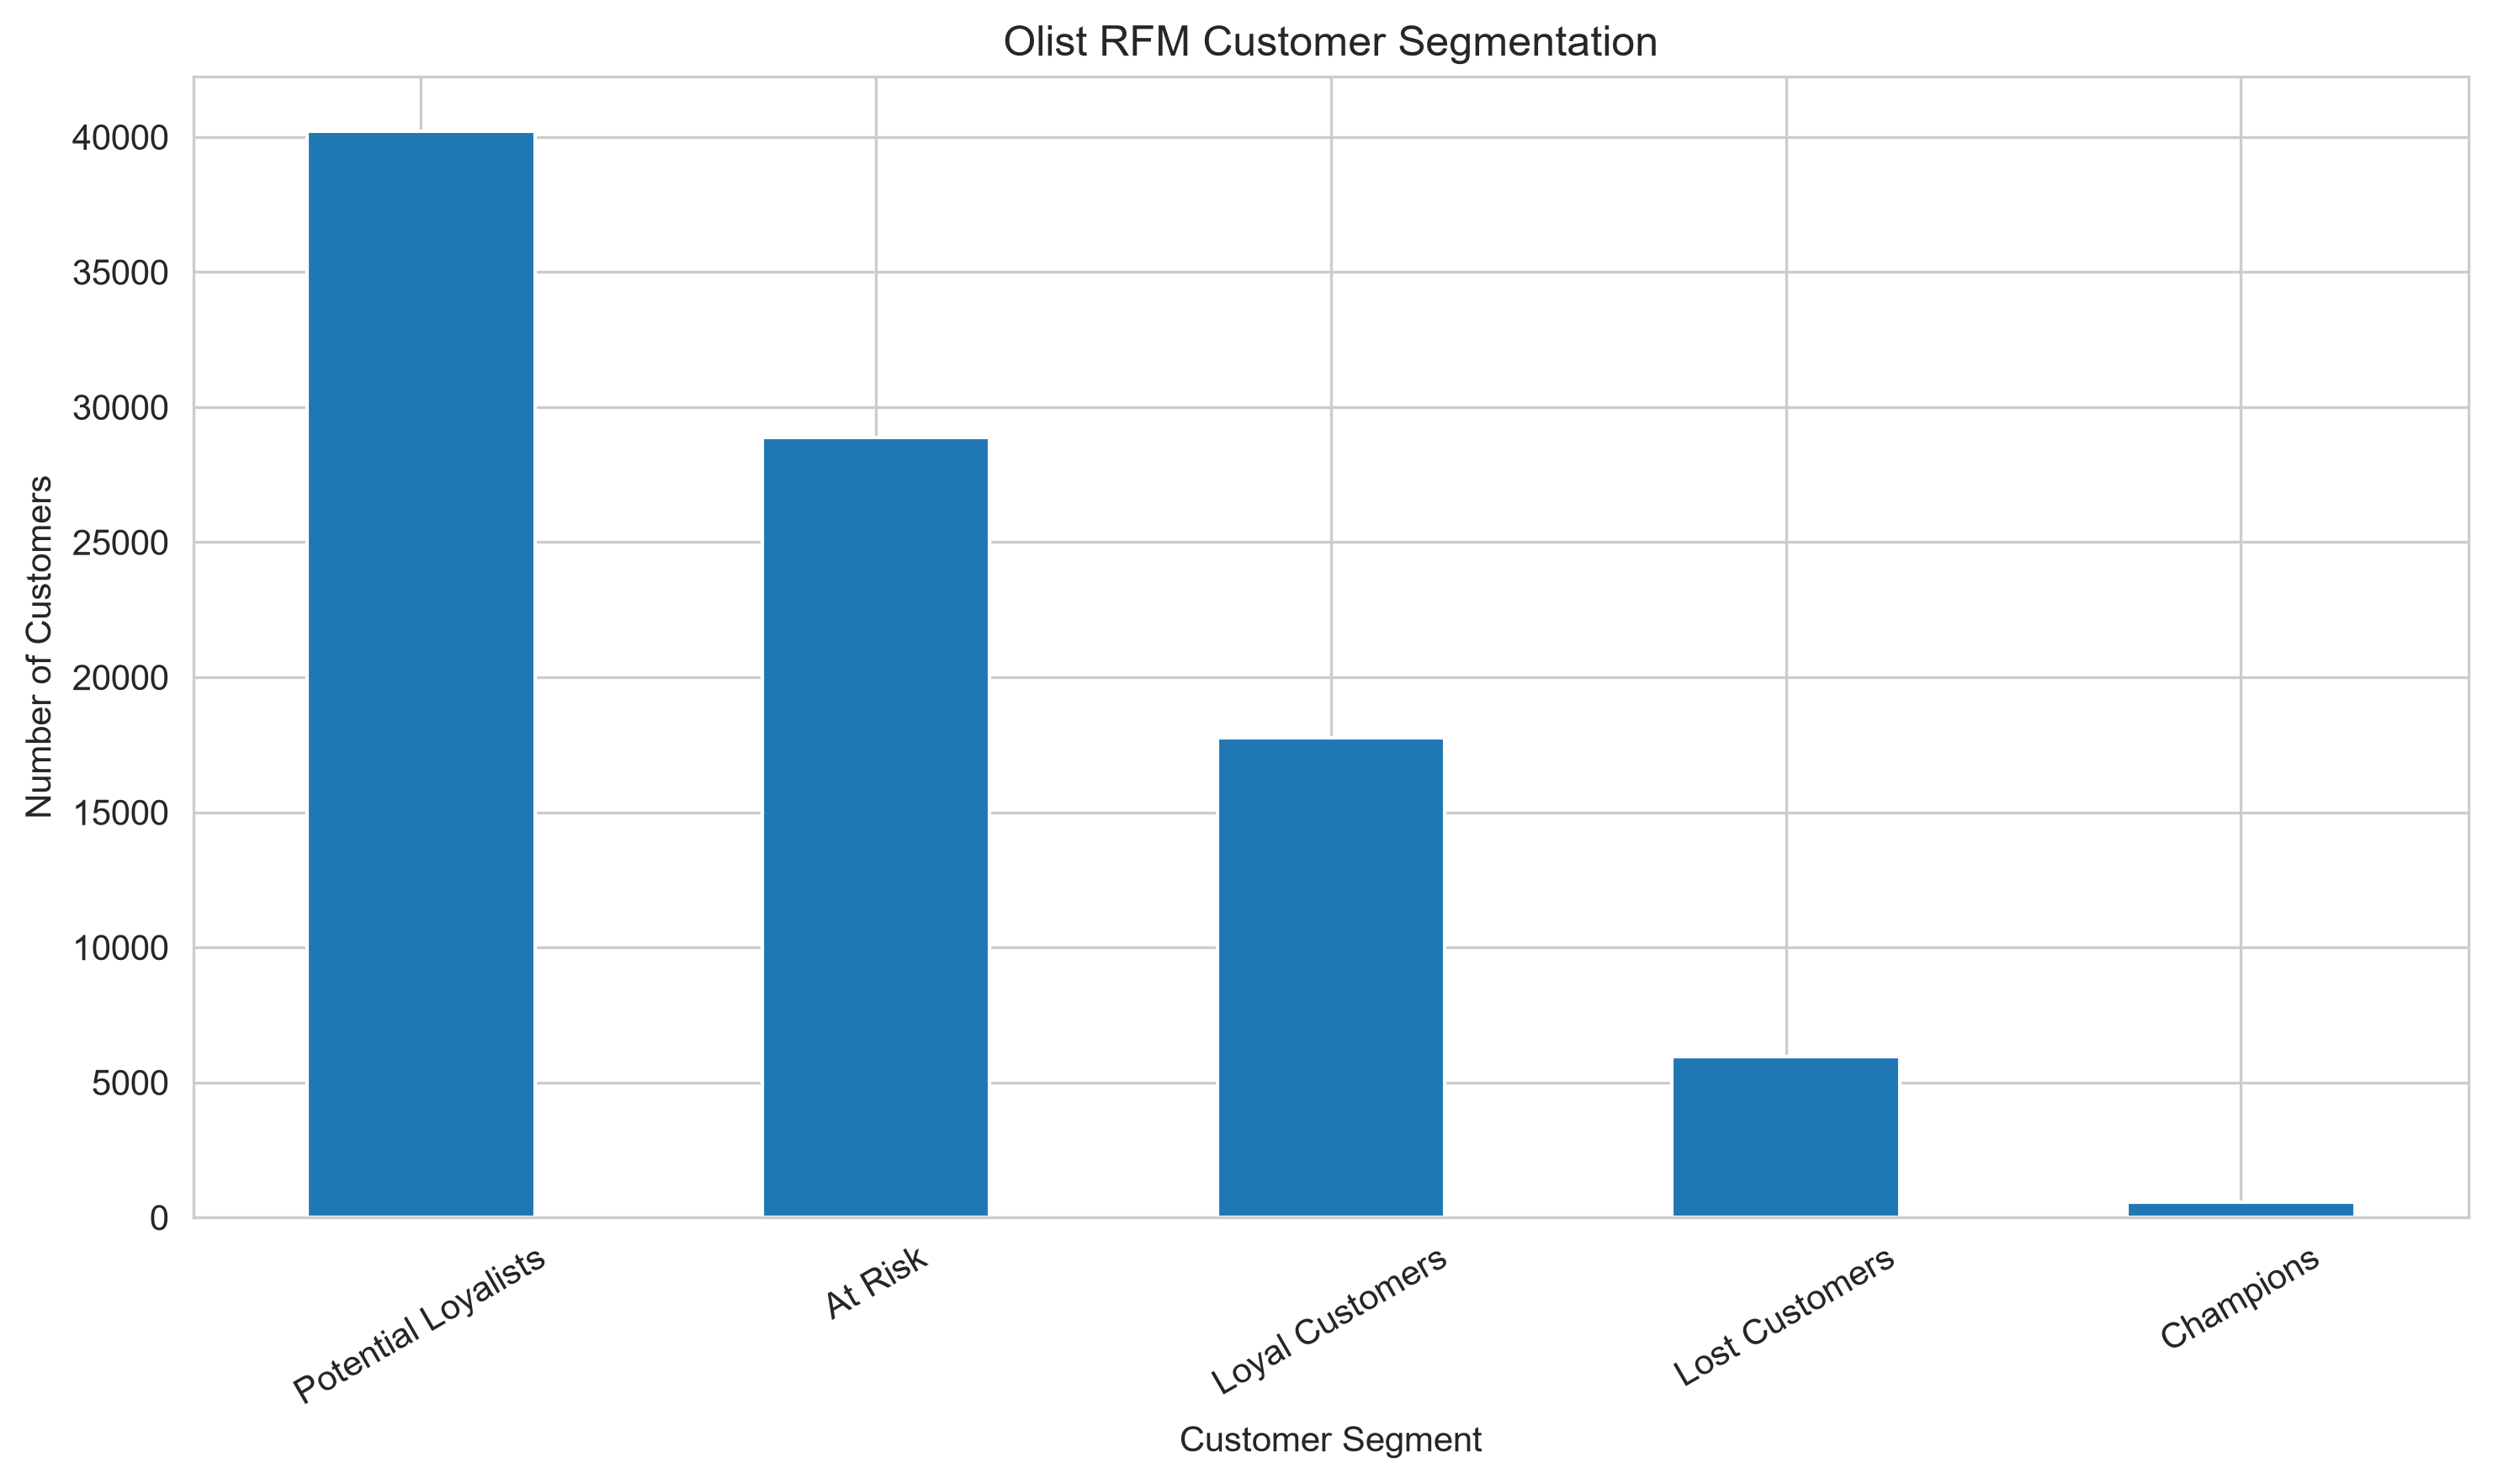 Olist RFM Customer Segmentation
Number of Customers
40000
35000
30000
25000
20000
15000
10000
5000
0
Potential Loyalists
At Risk
Loyal Customers
Lost Customers
Champions
Customer Segment